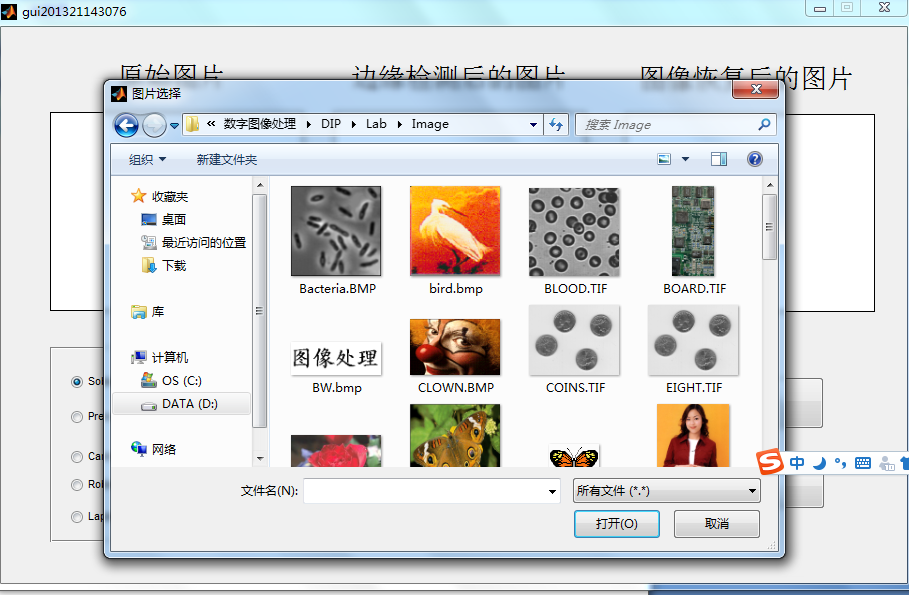 gui201321143076
原始图片 边缘检测后的图片 图像恢复后的图片
图片选择
« 数字图像处理 DIP Lab Image
搜索 Image
组织 新建文件夹
收藏夹
桌面
最近访问的位置
下载
库
计算机
OS (C:)
DATA (D:)
网络
Bacteria.BMP bird.bmp BLOOD.TIF BOARD.TIF
图像处理
BW.bmp CLOWN.BMP COINS.TIF EIGHT.TIF
Sol
Pre
Can
Rol
Lap
文件名(N): 所有文件 (*.*)
打开(O) 取消
S 中